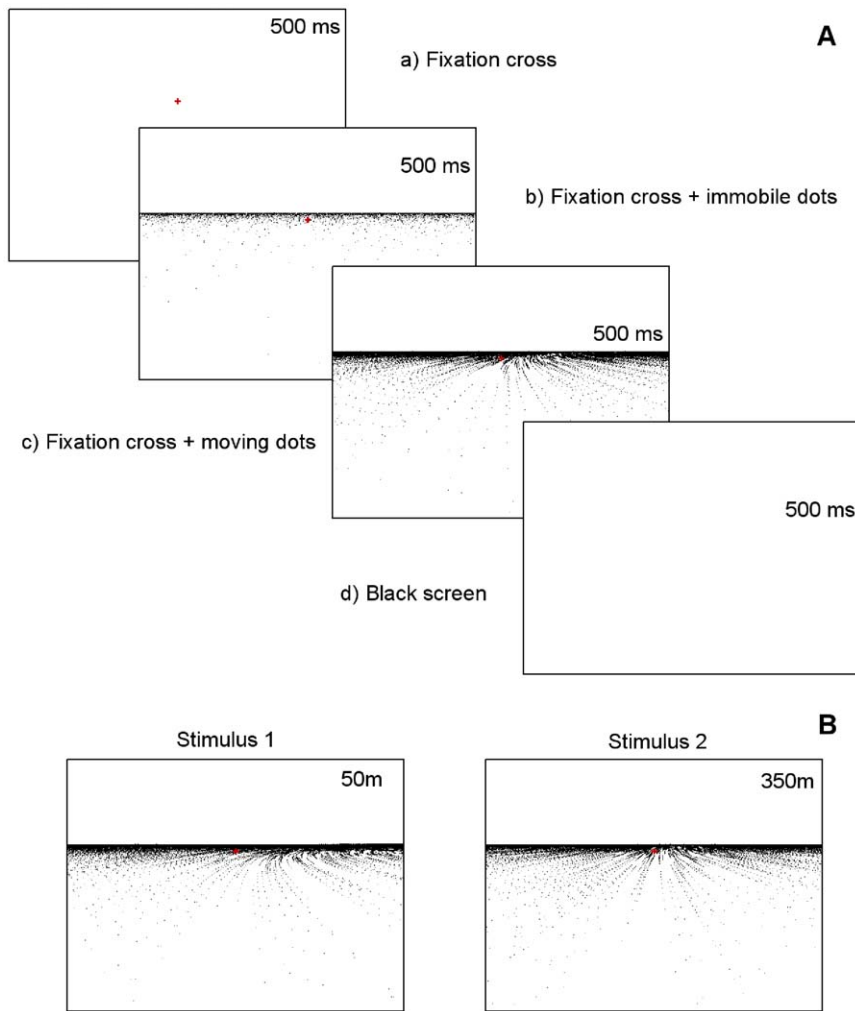 500 ms
A
a) Fixation cross
500 ms
b) Fixation cross + immobile dots
500 ms
c) Fixation cross + moving dots
500 ms
d) Black screen
B
Stimulus 1
Stimulus 2
50m
350m